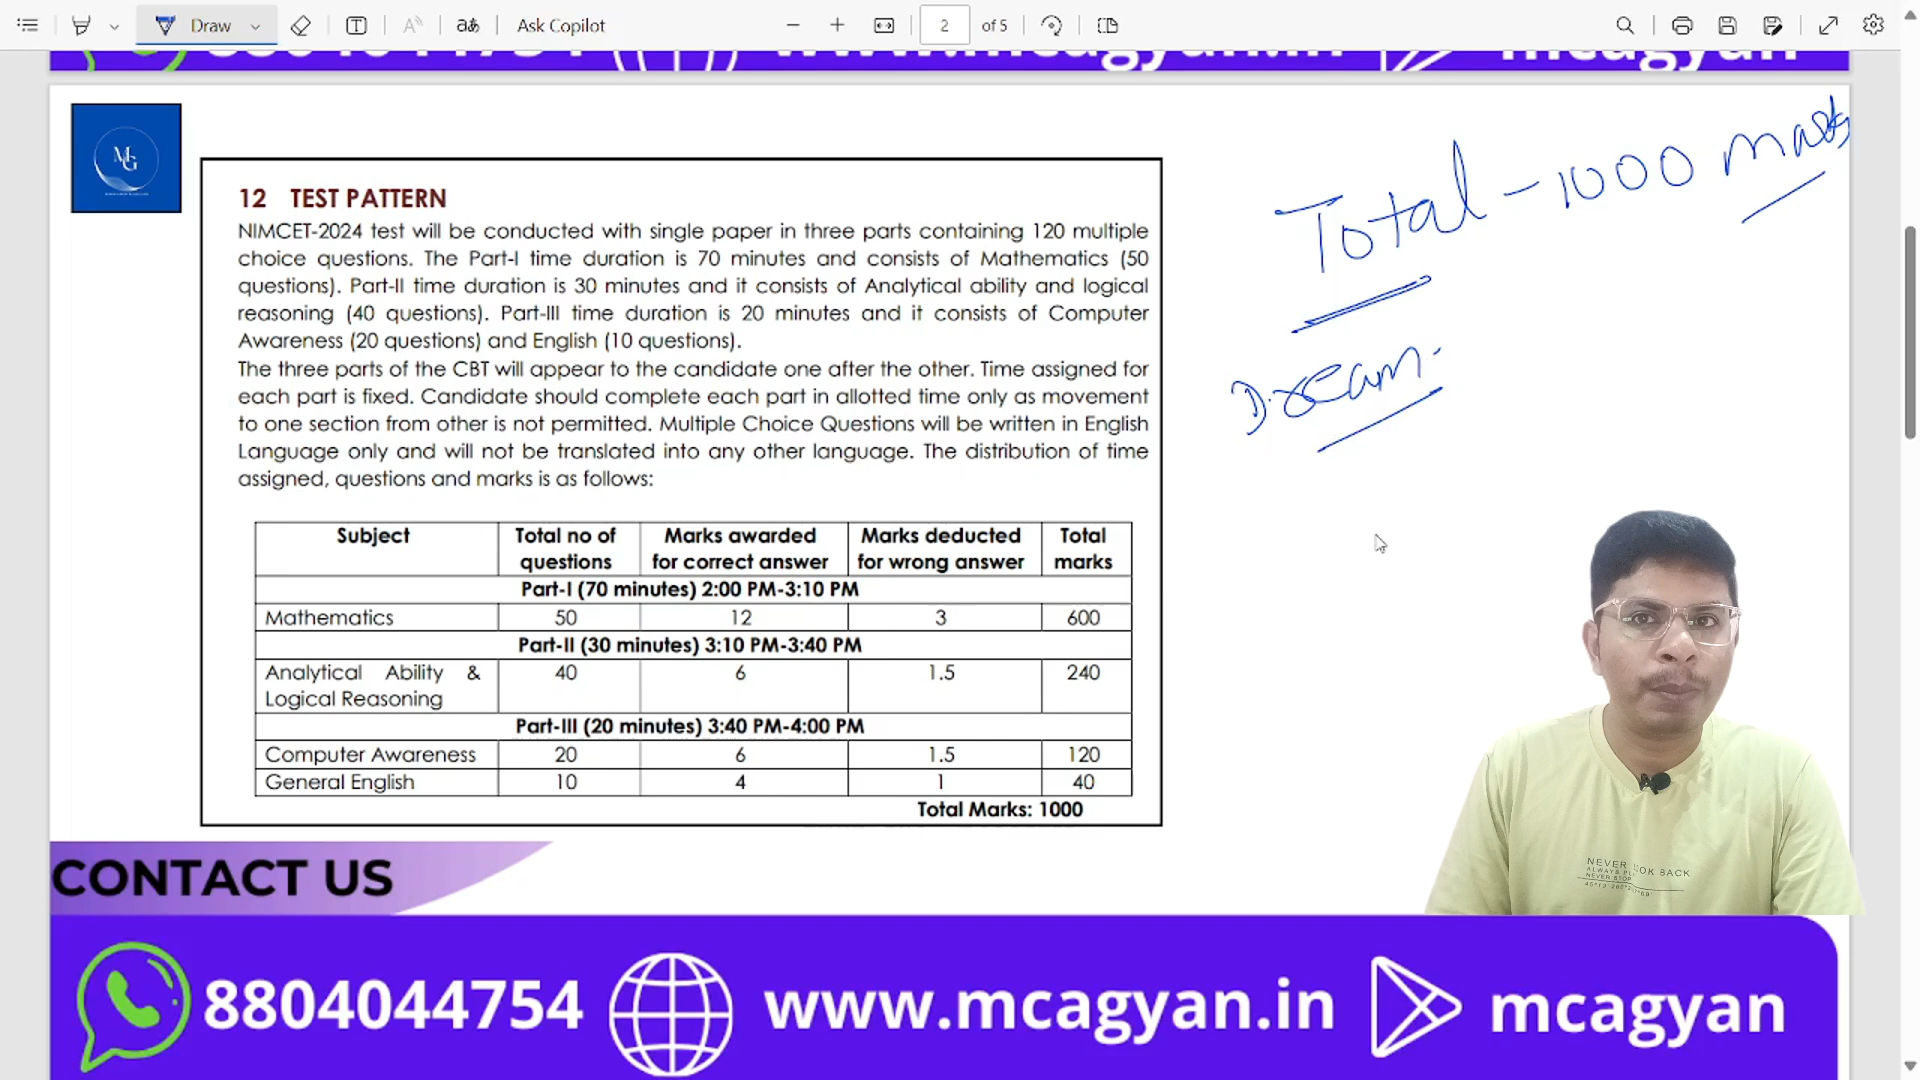 Draw
Ask Copilot
2
of 5
www.mcagyan.in
mcagyan
MG
12 TEST PATTERN
NIMCET-2024 test will be conducted with single paper in three parts containing 120 multiple
choice questions. The Part-I time duration is 70 minutes and consists of Mathematics (50
questions). Part-II time duration is 30 minutes and it consists of Analytical ability and logical
reasoning (40 questions). Part-III time duration is 20 minutes and it consists of Computer
Awareness (20 questions) and English (10 questions).
The three parts of the CBT will appear to the candidate one after the other. Time assigned for
each part is fixed. Candidate should complete each part in allotted time only as movement
to one section from other is not permitted. Multiple Choice Questions will be written in English
Language only and will not be translated into any other language. The distribution of time
assigned, questions and marks is as follows:
Subject Total no of questions Marks awarded for correct answer Marks deducted for wrong answer Total marks
Part-I (70 minutes) 2:00 PM-3:10 PM
Mathematics 50 12 3 600
Part-II (30 minutes) 3:10 PM-3:40 PM
Analytical Ability & Logical Reasoning 40 6 1.5 240
Part-III (20 minutes) 3:40 PM-4:00 PM
Computer Awareness 20 6 1.5 120
General English 10 4 1 40
Total Marks: 1000
Total - 1000 marks
Dream
NEVER LOOK BACK
NEVER STOP
CONTACT US
8804044754
www.mcagyan.in
mcagyan